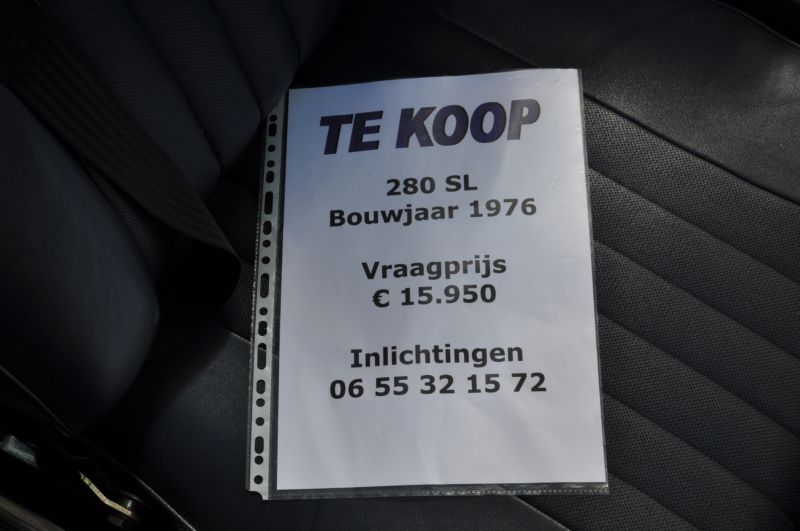 TE KOOP
280 SL
Bouwjaar 1976
Vraagprijs
€ 15.950
Inlichtingen
06 55 32 15 72